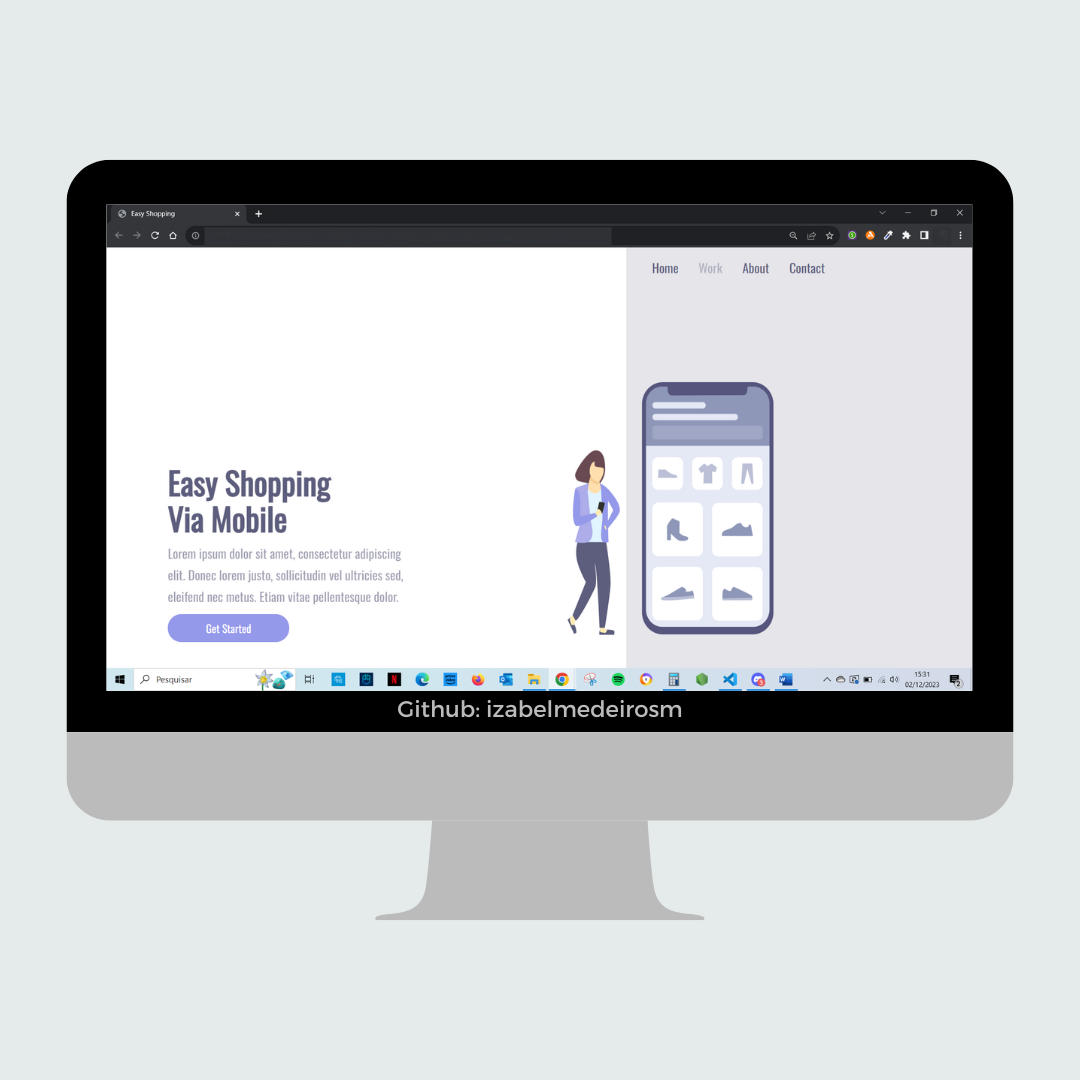 Easy Shopping
Home Work About Contact
Easy Shopping
Via Mobile
Lorem ipsum dolor sit amet, consectetur adipiscing
elit. Donec lorem justo, sollicitudin vel ultricies sed,
eleifend nec metus. Etiam vitae pellentesque dolor.
Get Started
Pesquisar
15:31
02/12/2023
2
Github: izabelmedeirosm